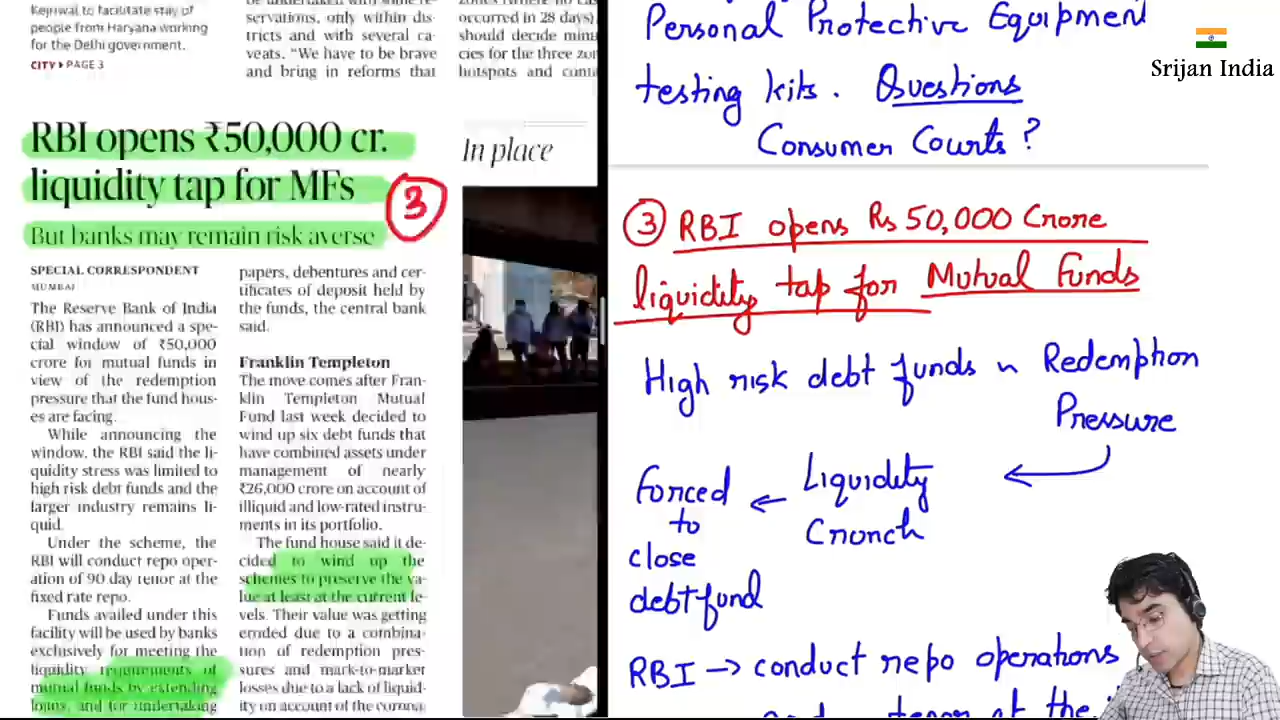 Kejriwal to facilitate stay of
people from Haryana working
for the Delhi government.
CITY PAGE 3
servations, only within dis-
tricts and with several ca-
veats. "We have to be brave
and bring in reforms that
occurred in 28 days).
should decide
cies for the three
hotspots and
RBI opens ₹50,000 cr.
liquidity tap for MFs
But banks may remain risk averse
3
SPECIAL CORRESPONDENT
MUMBAI
The Reserve Bank of India
(RBI) has announced a spe-
cial window of ₹50,000
crore for mutual funds in
view of the redemption
pressure that the fund hous-
es are facing.
While announcing the
window, the RBI said the li-
quidity stress was limited to
high risk debt funds and the
larger industry remains li-
quid.
Under the scheme, the
RBI will conduct repo oper-
ation of 90 day tenor at the
fixed rate repo.
Funds availed under this
facility will be used by banks
exclusively for meeting the
liquidity requirements of
mutual funds by extending
loans, and for undertaking
papers, debentures and cer-
tificates of deposit held by
the funds, the central bank
said.
Franklin Templeton
The move comes after Fran-
klin Templeton Mutual
Fund last week decided to
wind up six debt funds that
have combined assets under
management of nearly
₹26,000 crore on account of
illiquid and low-rated instru-
ments in its portfolio.
The fund house said it de-
cided to wind up the
schemes to preserve the va-
lue at least at the current le-
vels. Their value was getting
eroded due to a combina-
tion of redemption pres-
sures and mark-to-market
losses due to a lack of liquid-
ity on account of the corona
In place
Personal Protective Equipment
testing kits. Questions
Consumer Courts?
③ RBI opens Rs 50,000 Crore
liquidity tap for Mutual Funds
High risk debt funds Redemption
Pressure
Liquidity
Crunch
Forced
to
close
debt fund
RBI → conduct repo operations
tenor at the
Srijan India